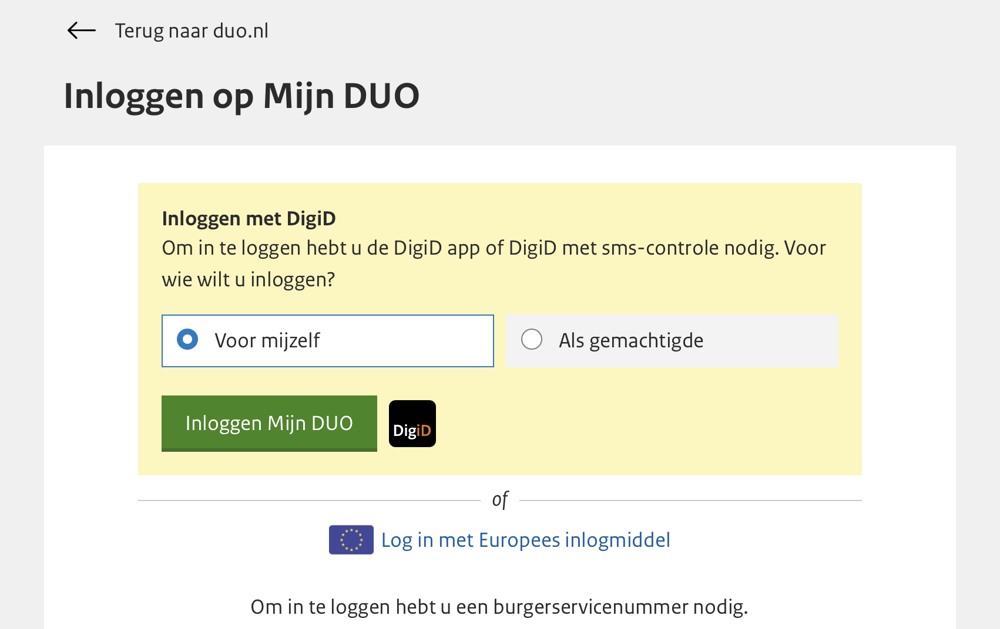 Terug naar duo.nl
Inloggen op Mijn DUO
Inloggen met DigiD
Om in te loggen hebt u de DigiD app of DigiD met sms-controle nodig. Voor
wie wilt u inloggen?
Voor mijzelf
Als gemachtigde
Inloggen Mijn DUO
DigiD
of
Log in met Europees inlogmiddel
Om in te loggen hebt u een burgerservicenummer nodig.